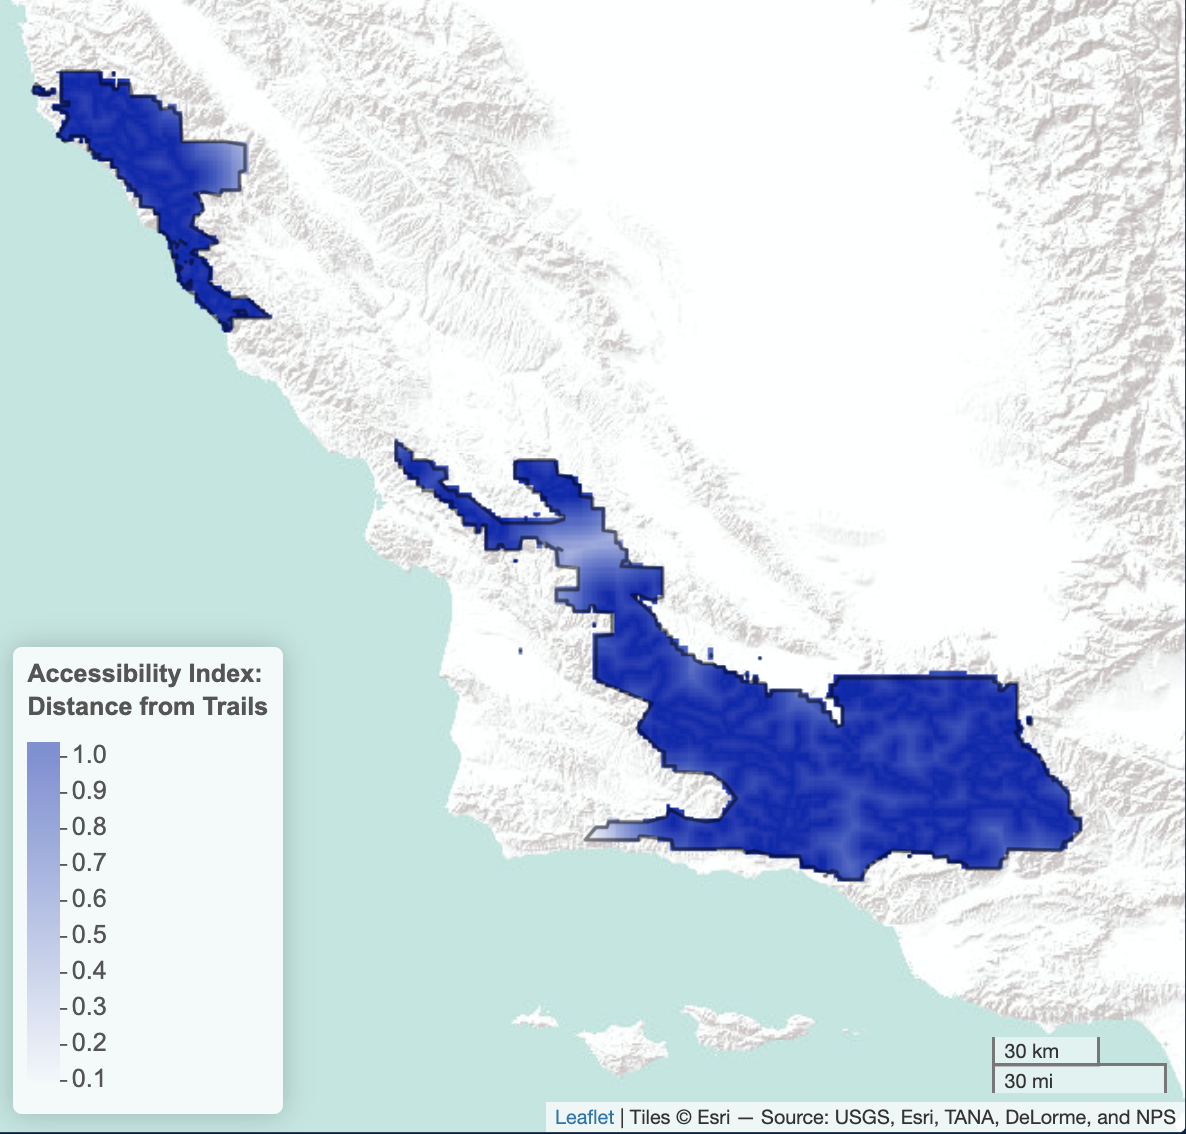 Accessibility Index:
Distance from Trails
1.0
0.9
0.8
0.7
0.6
0.5
0.4
0.3
0.2
0.1
30 km
30 mi
Leaflet | Tiles © Esri — Source: USGS, Esri, TANA, DeLorme, and NPS